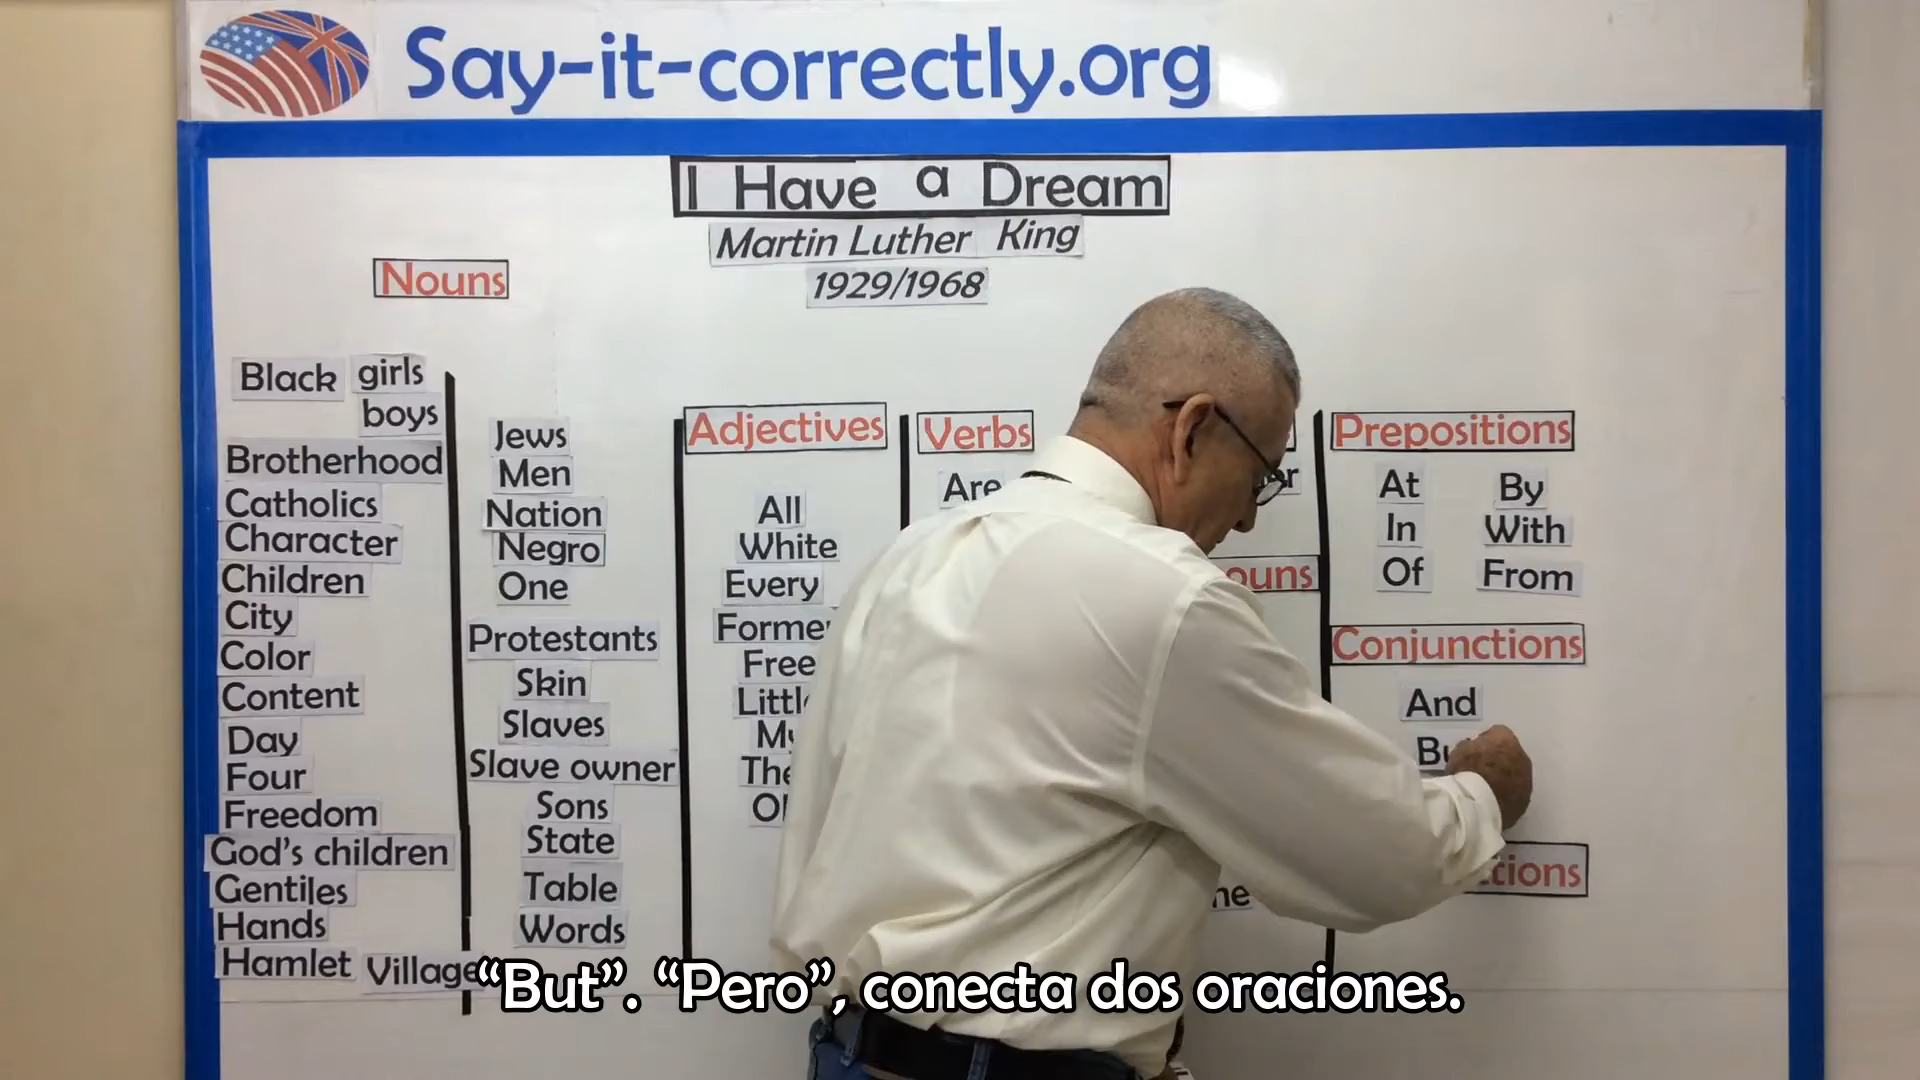 Say-it-correctly.org
I Have a Dream
Martin Luther King
1929/1968
Nouns
Black girls
boys
Brotherhood
Catholics
Character
Children
City
Color
Content
Day
Four
Freedom
God's children
Gentiles
Hands
Hamlet Village
Jews
Men
Nation
Negro
One
Protestants
Skin
Slaves
Slave owner
Sons
State
Table
Words
Adjectives
All
White
Every
Former
Free
Little
Verbs
Are
Prepositions
At By
In With
Of From
Conjunctions
And
But
“But”. “Pero”, conecta dos oraciones.